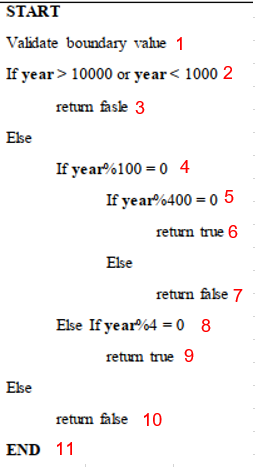 START
Validate boundary value 1
If year > 10000 or year < 1000 2
return fasle 3
Else
If year%100 = 0 4
If year%400 = 0 5
return true 6
Else
return false 7
Else If year%4 = 0 8
return true 9
Else
return false 10
END 11